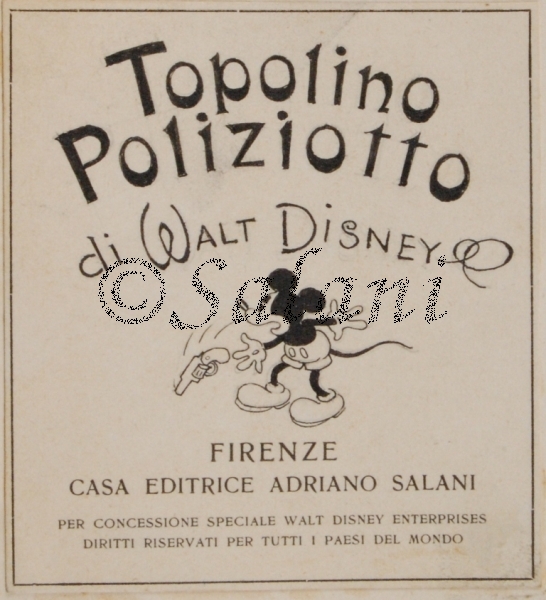 Topolino
Poliziotto
di WALT DISNEY
©Salani
FIRENZE
CASA EDITRICE ADRIANO SALANI
PER CONCESSIONE SPECIALE WALT DISNEY ENTERPRISES
DIRITTI RISERVATI PER TUTTI I PAESI DEL MONDO